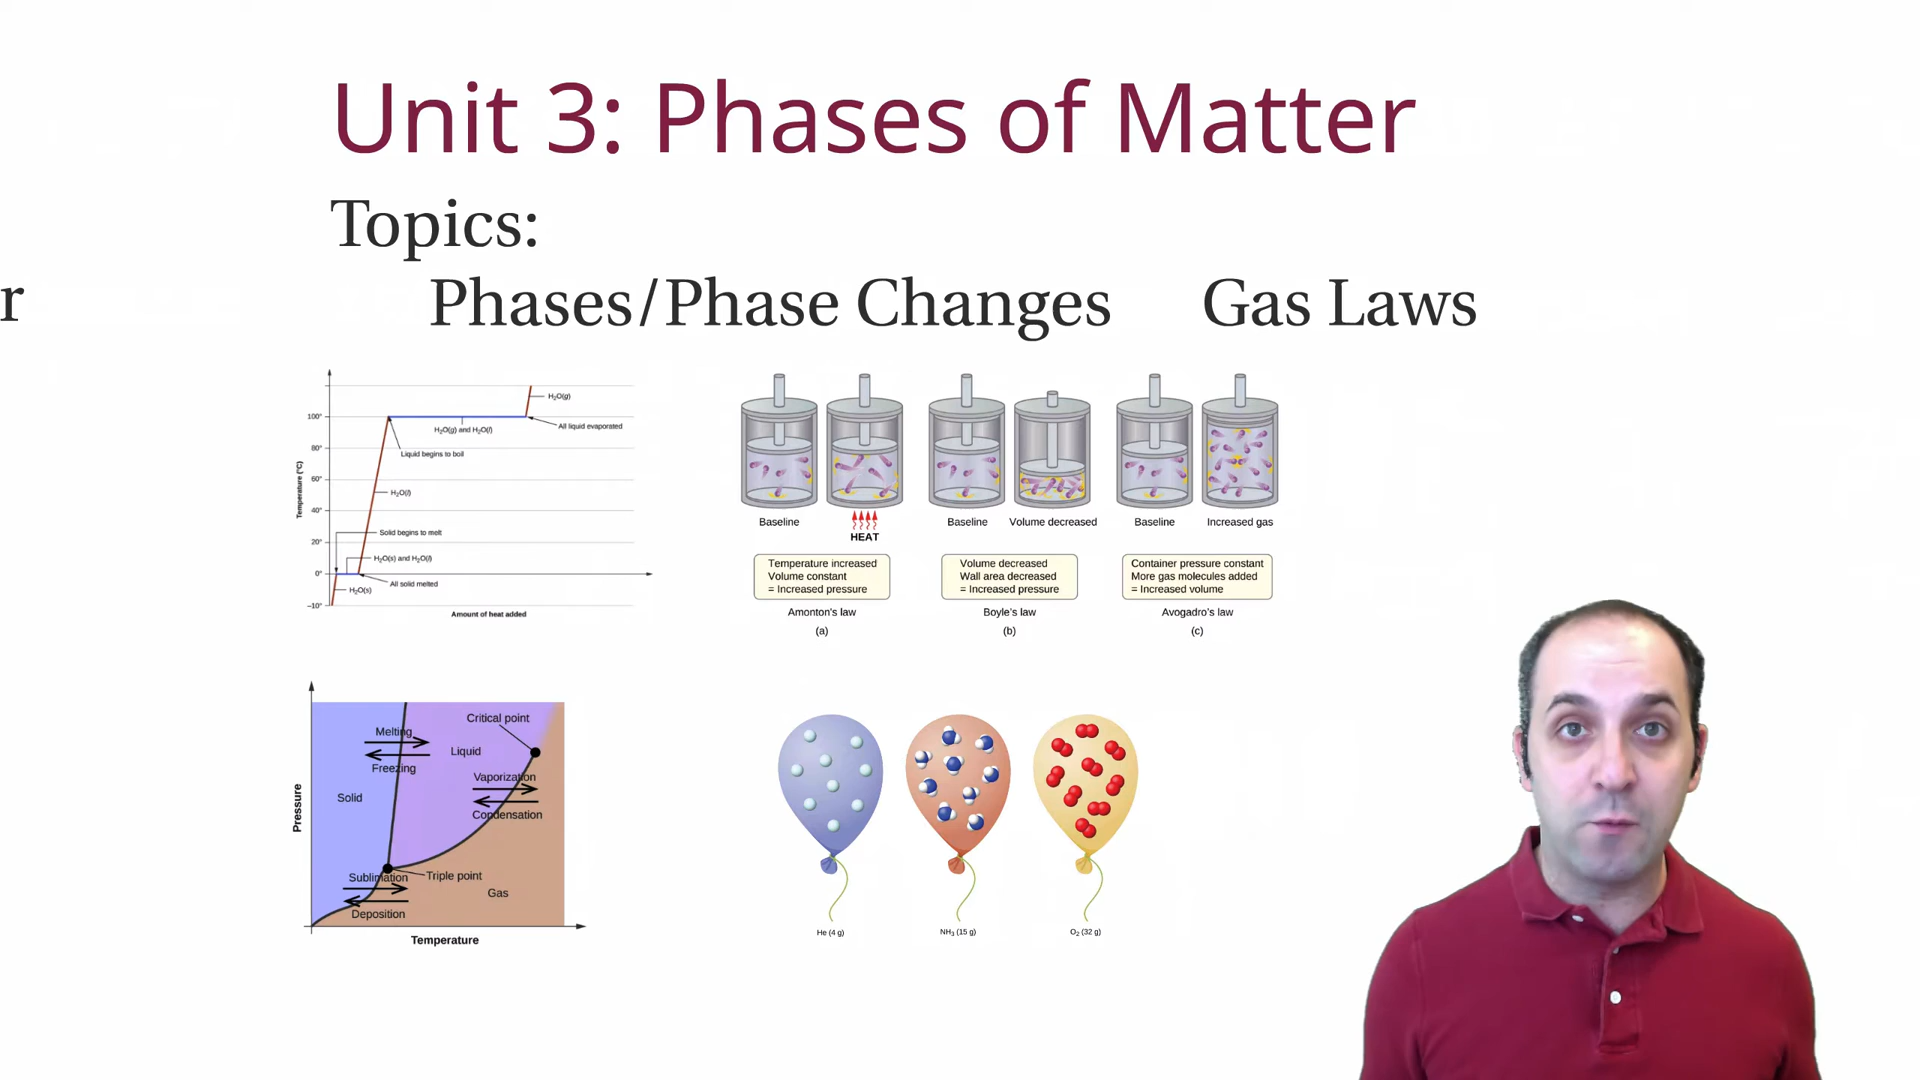 Unit 3: Phases of Matter
Topics:
r
Phases/Phase Changes
Gas Laws
Temperature (°C)
100°
80°
60°
40°
20°
0°
–10°
H₂O(g)
All liquid evaporated
H₂O(g) and H₂O(l)
Liquid begins to boil
H₂O(l)
Solid begins to melt
H₂O(s) and H₂O(l)
All solid melted
H₂O(s)
Amount of heat added
Baseline
HEAT
Temperature increased
Volume constant
= Increased pressure
Amonton's law
(a)
Baseline
Volume decreased
Volume decreased
Wall area decreased
= Increased pressure
Boyle's law
(b)
Baseline
Increased gas
Container pressure constant
More gas molecules added
= Increased volume
Avogadro's law
(c)
Pressure
Melting
Freezing
Solid
Liquid
Critical point
Vaporization
Condensation
Sublimation
Deposition
Triple point
Gas
Temperature
He (4 g)
NH₃ (15 g)
O₂ (32 g)